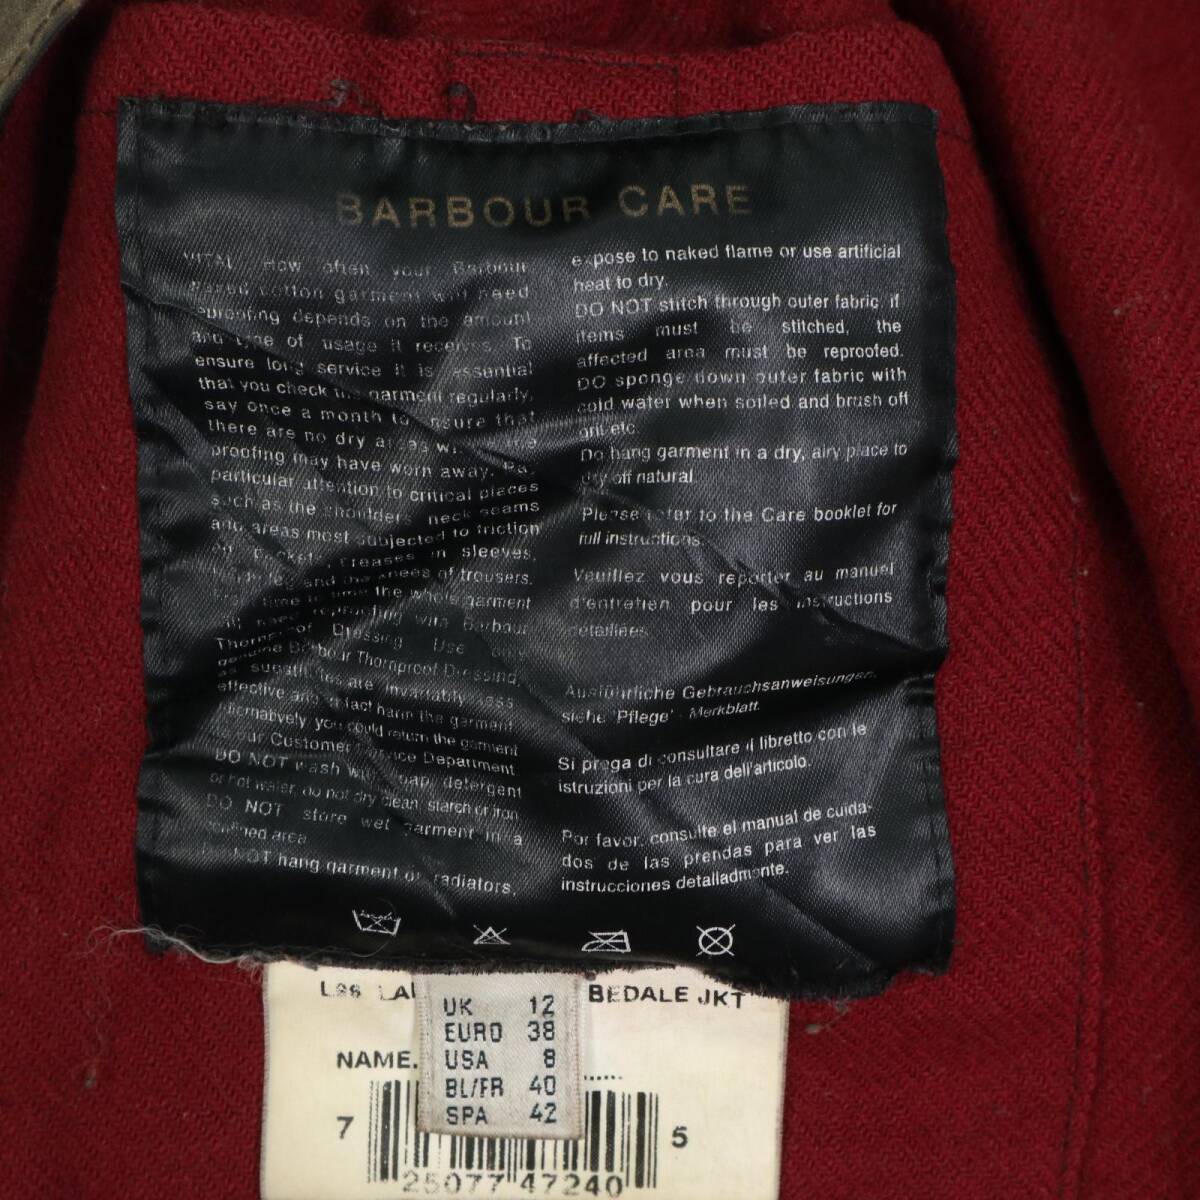 BARBOUR CARE
VITAL How often your Barbour
cotton garment will need
depends on the amount
and type of usage it receives. To
ensure long service it is essential
that you check the garment regularly,
say once a month to ensure that
there are no dry areas
proofing may have worn away.
particular attention to critical places
such as the shoulders, neck seams
and areas most subjected to friction
creases in sleeves,
and the knees of trousers.
time to time the whole garment
reproofing with Barbour
Thornproof Dressing. Use only
genuine Barbour Thornproof Dressing,
as substitutes are invariably less
effective and in fact harm the garment
alternatively you could return the garment
our Customer Service Department
DO NOT wash with soap, detergent
or hot water, do not dry clean, starch or iron
DO NOT store wet garment in a
confined area
Do NOT hang garment on radiators,
expose to naked flame or use artificial
heat to dry.
DO NOT stitch through outer fabric, if
items must be stitched, the
affected area must be reproofed.
DO sponge down outer fabric with
cold water when soiled and brush off
grit etc.
Do hang garment in a dry, airy place to
dry off natural
Please refer to the Care booklet for
full instructions.
Veuillez vous reporter au manuel
d'entretien pour les instructions
détaillées.
Ausführliche Gebrauchsanweisungen,
siehe 'Pflege' - Merkblatt.
Si prega di consultare il libretto con le
istruzioni per la cura dell'articolo.
Por favor, consulte el manual de cuida-
dos de las prendas para ver las
instrucciones detalladmente.
BEDALE JKT
UK 12
EURO 38
USA 8
BL/FR 40
SPA 42
NAME.
7 25077 47240 5